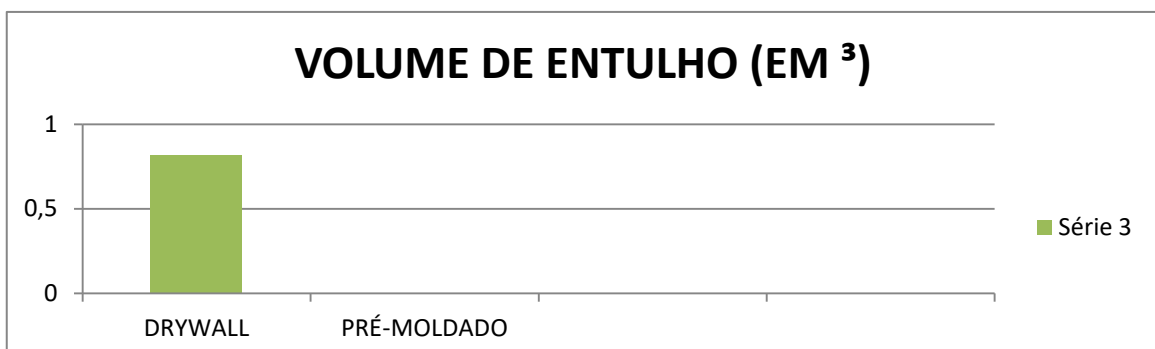 VOLUME DE ENTULHO (EM ³)
1
0,5
0
Série 3
DRYWALL PRÉ-MOLDADO